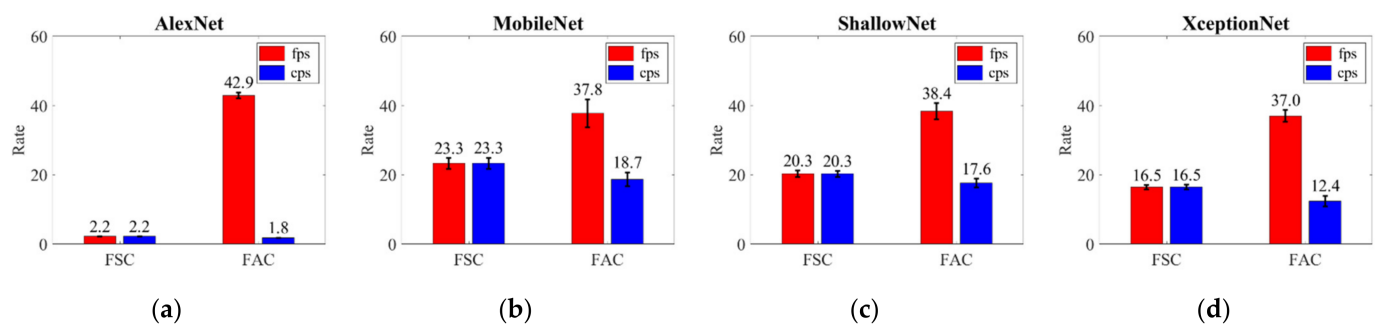 AlexNet
60
40
20
0
Rate
fps
cps
2.2
2.2
42.9
1.8
FSC
FAC
(a)
MobileNet
60
40
20
0
Rate
fps
cps
23.3
23.3
37.8
18.7
FSC
FAC
(b)
ShallowNet
60
40
20
0
Rate
fps
cps
20.3
20.3
38.4
17.6
FSC
FAC
(c)
XceptionNet
60
40
20
0
Rate
fps
cps
16.5
16.5
37.0
12.4
FSC
FAC
(d)